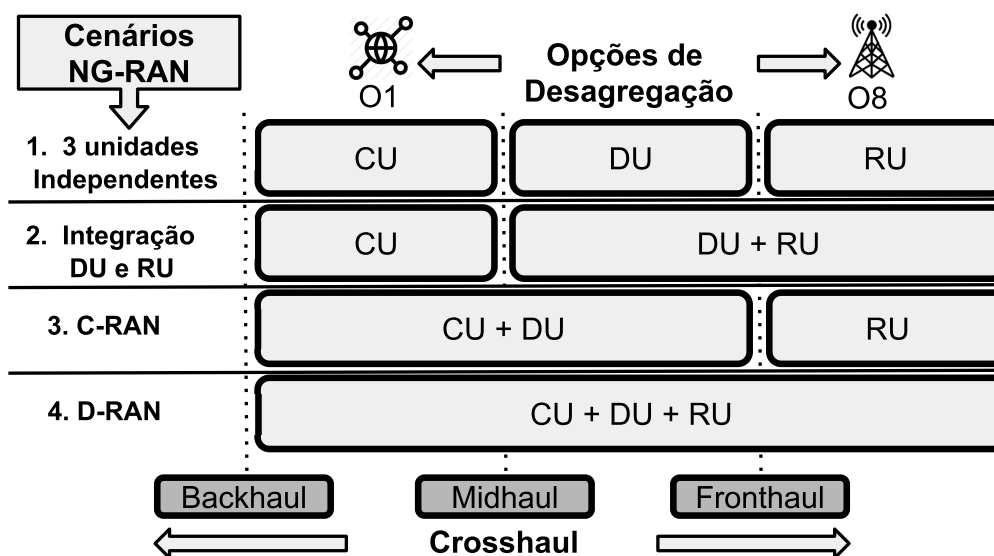 Cenários
NG-RAN
O1
Opções de
Desagregação
O8
1. 3 unidades
Independentes
CU
DU
RU
2. Integração
DU e RU
CU
DU + RU
3. C-RAN
CU + DU
RU
4. D-RAN
CU + DU + RU
Backhaul
Midhaul
Fronthaul
Crosshaul